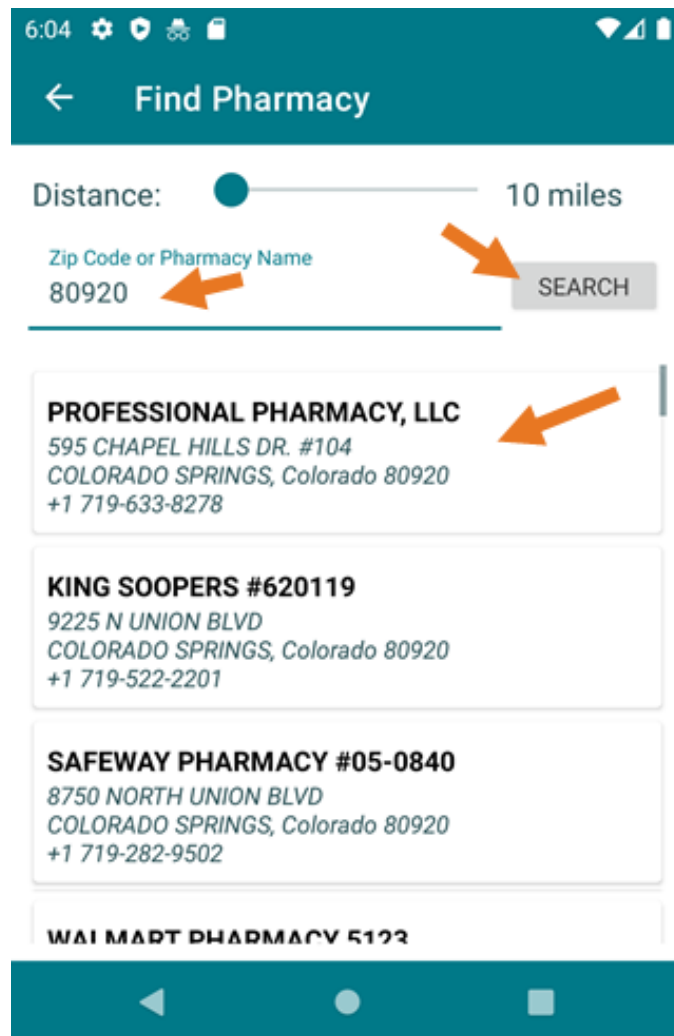 6:04
Find Pharmacy
Distance: 10 miles
Zip Code or Pharmacy Name
80920
SEARCH
PROFESSIONAL PHARMACY, LLC
595 CHAPEL HILLS DR. #104
COLORADO SPRINGS, Colorado 80920
+1 719-633-8278
KING SOOPERS #620119
9225 N UNION BLVD
COLORADO SPRINGS, Colorado 80920
+1 719-522-2201
SAFEWAY PHARMACY #05-0840
8750 NORTH UNION BLVD
COLORADO SPRINGS, Colorado 80920
+1 719-282-9502
WALMART PHARMACY 5123